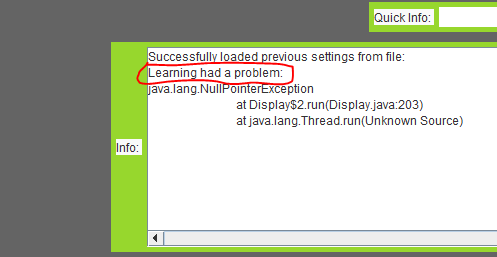 Quick Info:
Successfully loaded previous settings from file:
Learning had a problem:
java.lang.NullPointerException
at Display$2.run(Display.java:203)
at java.lang.Thread.run(Unknown Source)
Info: